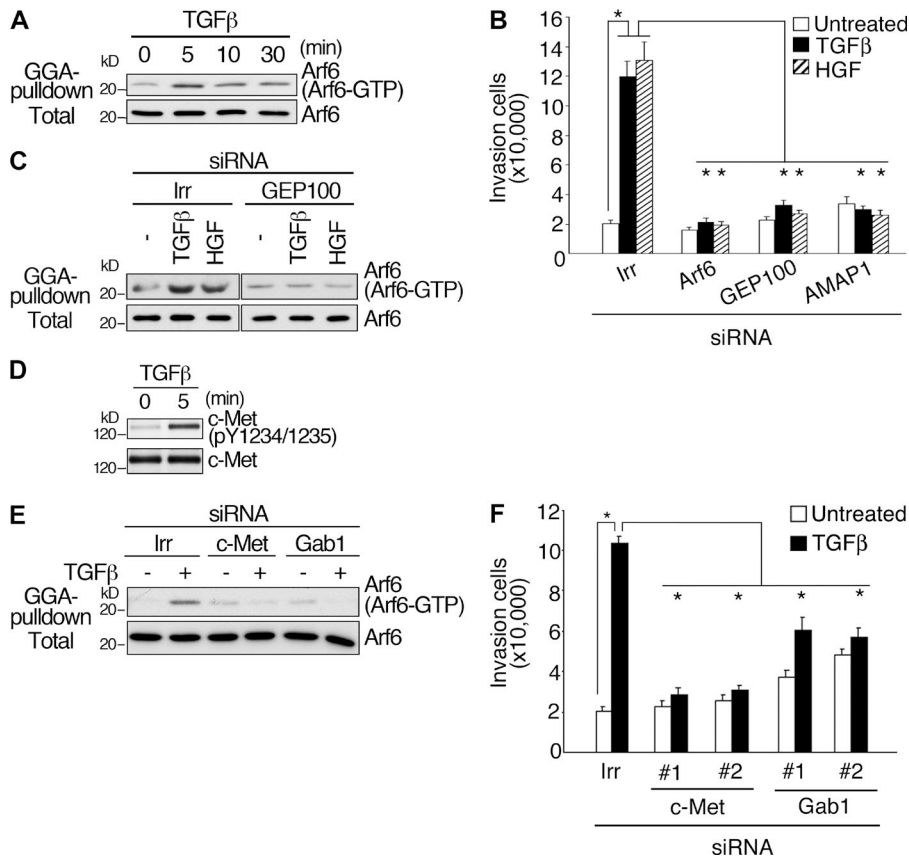 A
TGFβ
0 5 10 30 (min)
kD
GGA-
pulldown
20
Arf6
(Arf6-GTP)
Total
Arf6
B
Untreated
TGFβ
HGF
Invasion cells
(x10,000)
16
14
12
10
8
6
4
2
0
*
* * * * * *
Irr Arf6 GEP100 AMAP1
siRNA
C
siRNA
Irr GEP100
- TGFβ HGF - TGFβ HGF
kD
GGA-
pulldown
20
Arf6
(Arf6-GTP)
Total
20
Arf6
D
TGFβ
0 5 (min)
kD
120
c-Met
(pY1234/1235)
120
c-Met
E
siRNA
Irr c-Met Gab1
TGFβ - + - + - +
kD
GGA-
pulldown
20
Arf6
(Arf6-GTP)
Total
20
Arf6
F
Untreated
TGFβ
Invasion cells
(x10,000)
12
10
8
6
4
2
0
*
* * * *
Irr #1 #2 #1 #2
c-Met Gab1
siRNA